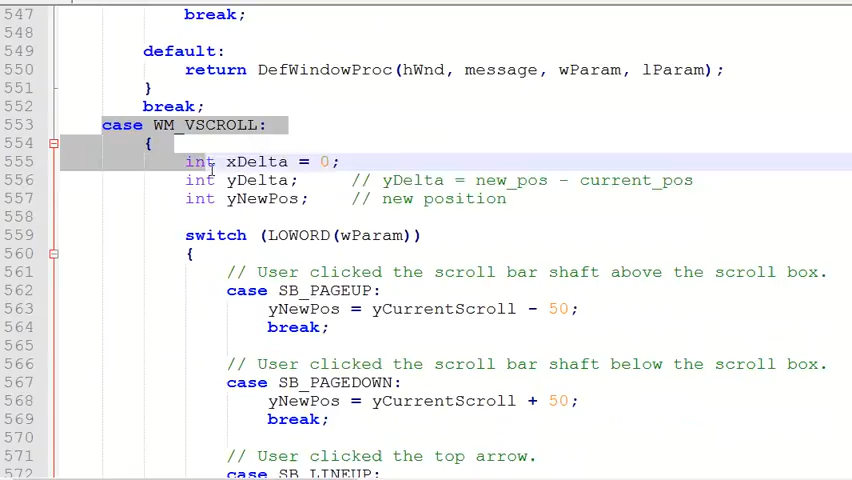 547 break;
548
549 default:
550 return DefWindowProc(hWnd, message, wParam, lParam);
551 }
552 break;
553 case WM_VSCROLL:
554 {
555 int xDelta = 0;
556 int yDelta; // yDelta = new_pos - current_pos
557 int yNewPos; // new position
558
559 switch (LOWORD(wParam))
560 {
561 // User clicked the scroll bar shaft above the scroll box.
562 case SB_PAGEUP:
563 yNewPos = yCurrentScroll - 50;
564 break;
565
566 // User clicked the scroll bar shaft below the scroll box.
567 case SB_PAGEDOWN:
568 yNewPos = yCurrentScroll + 50;
569 break;
570
571 // User clicked the top arrow.
572 case SB_LINEUP: